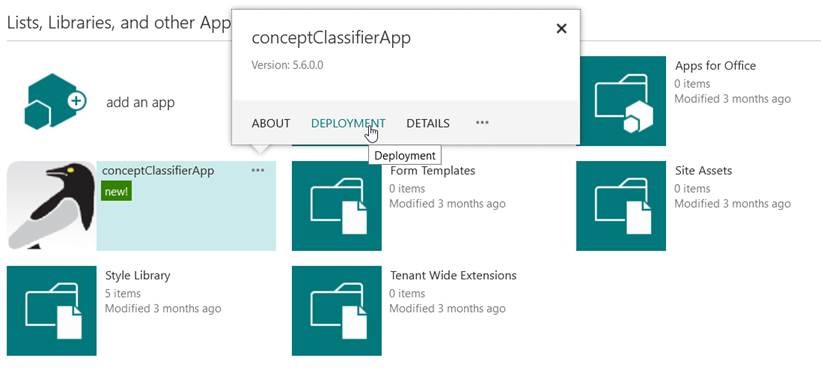 Lists, Libraries, and other App
conceptClassifierApp
Version: 5.6.0.0
ABOUT DEPLOYMENT DETAILS
Deployment
add an app
Apps for Office
0 items
Modified 3 months ago
conceptClassifierApp
new!
Form Templates
0 items
Modified 3 months ago
Site Assets
0 items
Modified 3 months ago
Style Library
5 items
Modified 3 months ago
Tenant Wide Extensions
0 items
Modified 3 months ago